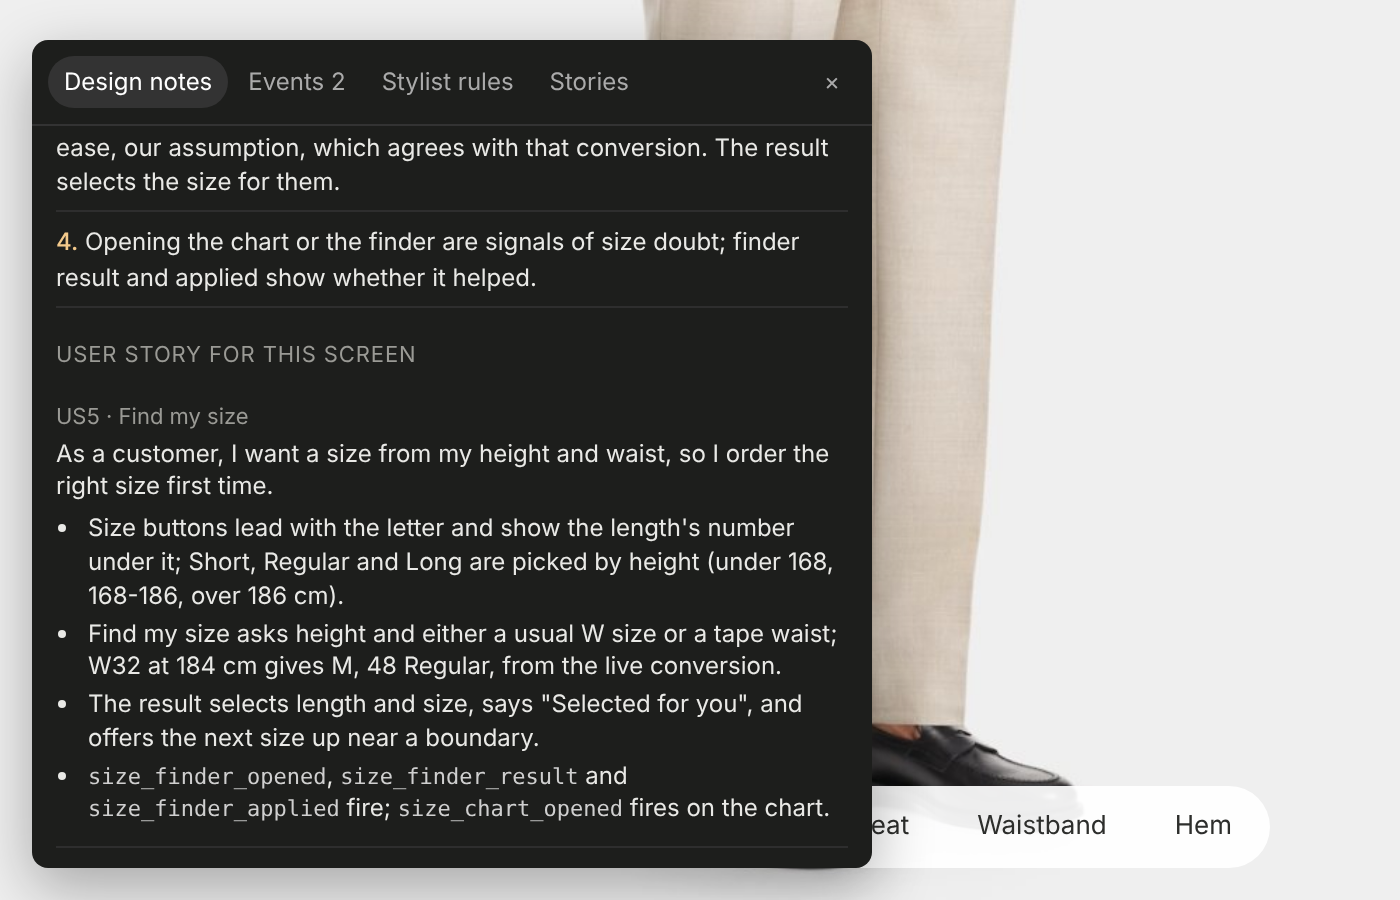 Design notes Events 2 Stylist rules Stories ×
ease, our assumption, which agrees with that conversion. The result
selects the size for them.
4. Opening the chart or the finder are signals of size doubt; finder
result and applied show whether it helped.
USER STORY FOR THIS SCREEN
US5 · Find my size
As a customer, I want a size from my height and waist, so I order the
right size first time.
• Size buttons lead with the letter and show the length's number
under it; Short, Regular and Long are picked by height (under 168,
168-186, over 186 cm).
• Find my size asks height and either a usual W size or a tape waist;
W32 at 184 cm gives M, 48 Regular, from the live conversion.
• The result selects length and size, says "Selected for you", and
offers the next size up near a boundary.
• size_finder_opened, size_finder_result and
size_finder_applied fire; size_chart_opened fires on the chart.
eat Waistband Hem